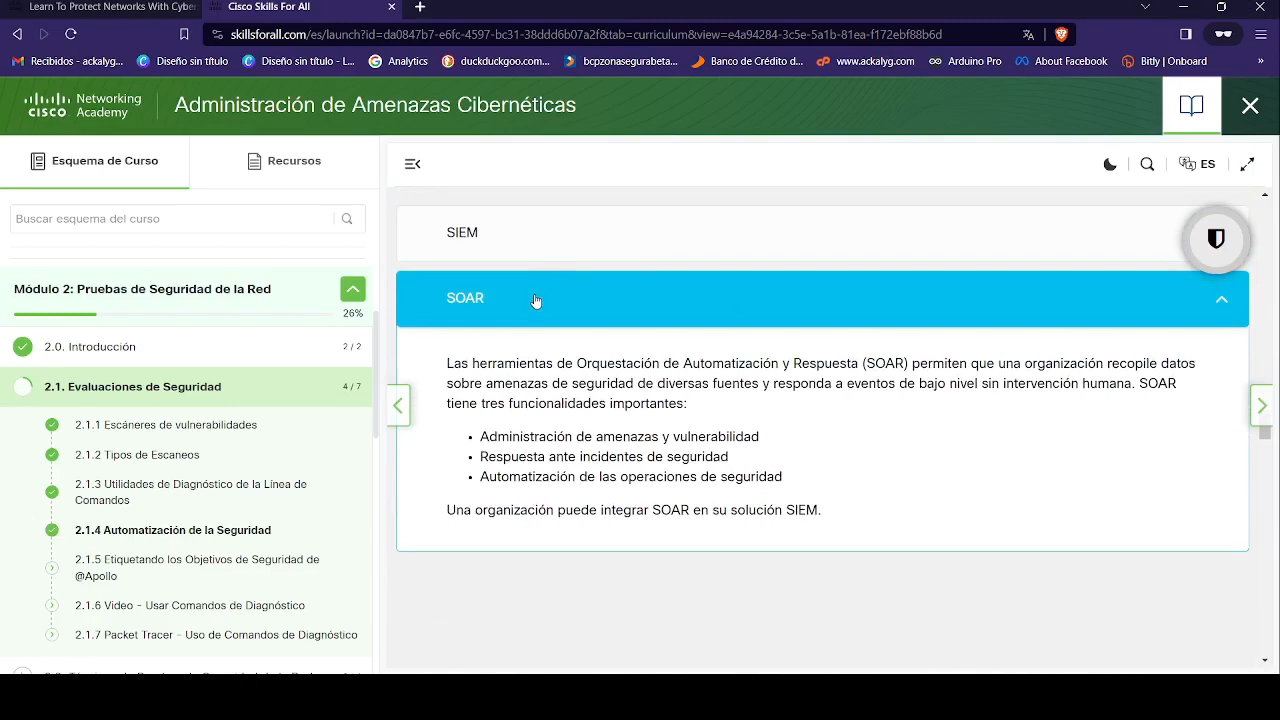 Learn To Protect Networks With Cyber
Cisco Skills For All
skillsforall.com/es/launch?id=da0847b7-e6fc-4597-bc31-38ddd6b07a2f&tab=curriculum&view=e4a94284-3c5e-5a1b-81ea-f172ebf88b6d
Recibidos - ackalyg...
Diseño sin título
Diseño sin título - L...
Analytics
duckduckgoo.com...
bcpzonasegurabeta...
Banco de Crédito d...
www.ackalyg.com
Arduino Pro
About Facebook
Bitly | Onboard
»
cisco
Networking
Academy
Administración de Amenazas Cibernéticas
Esquema de Curso
Recursos
ES
Buscar esquema del curso
Módulo 2: Pruebas de Seguridad de la Red
26%
2.0. Introducción
2 / 2
2.1. Evaluaciones de Seguridad
4 / 7
2.1.1 Escáneres de vulnerabilidades
2.1.2 Tipos de Escaneos
2.1.3 Utilidades de Diagnóstico de la Línea de
Comandos
2.1.4 Automatización de la Seguridad
2.1.5 Etiquetando los Objetivos de Seguridad de
@Apollo
2.1.6 Video - Usar Comandos de Diagnóstico
2.1.7 Packet Tracer - Uso de Comandos de Diagnóstico
SIEM
SOAR
Las herramientas de Orquestación de Automatización y Respuesta (SOAR) permiten que una organización recopile datos
sobre amenazas de seguridad de diversas fuentes y responda a eventos de bajo nivel sin intervención humana. SOAR
tiene tres funcionalidades importantes:
• Administración de amenazas y vulnerabilidad
• Respuesta ante incidentes de seguridad
• Automatización de las operaciones de seguridad
Una organización puede integrar SOAR en su solución SIEM.